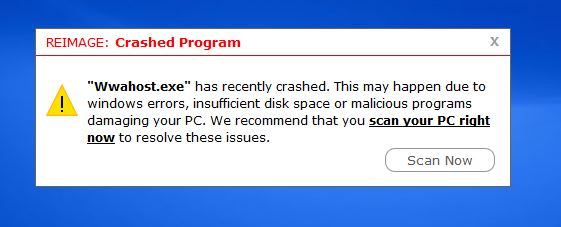 REIMAGE: Crashed Program X
"Wwahost.exe" has recently crashed. This may happen due to
windows errors, insufficient disk space or malicious programs
damaging your PC. We recommend that you scan your PC right
now to resolve these issues.
Scan Now